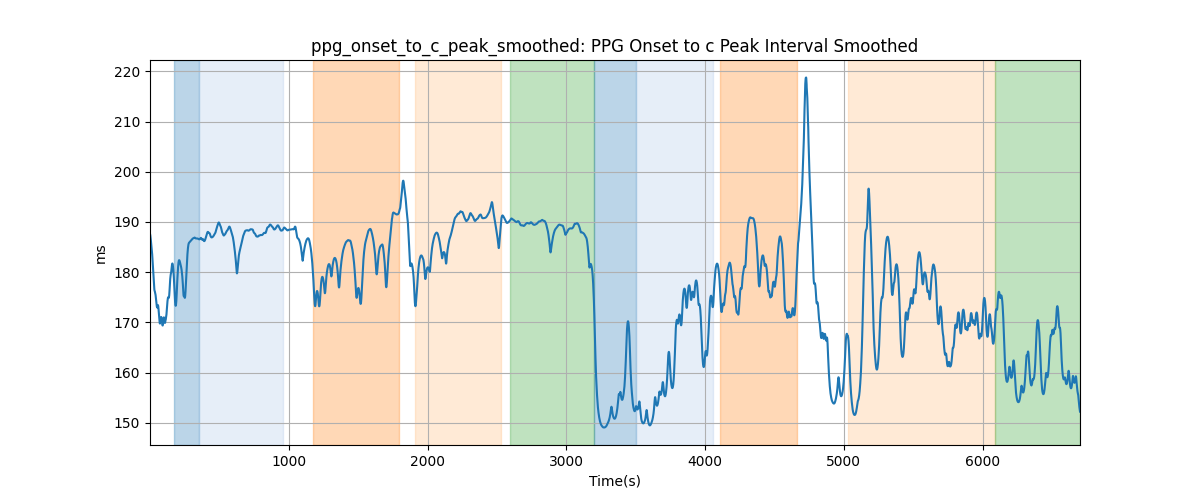 ppg_onset_to_c_peak_smoothed: PPG Onset to c Peak Interval Smoothed
220
210
200
190
180
170
160
150
ms
1000 2000 3000 4000 5000 6000
Time(s)